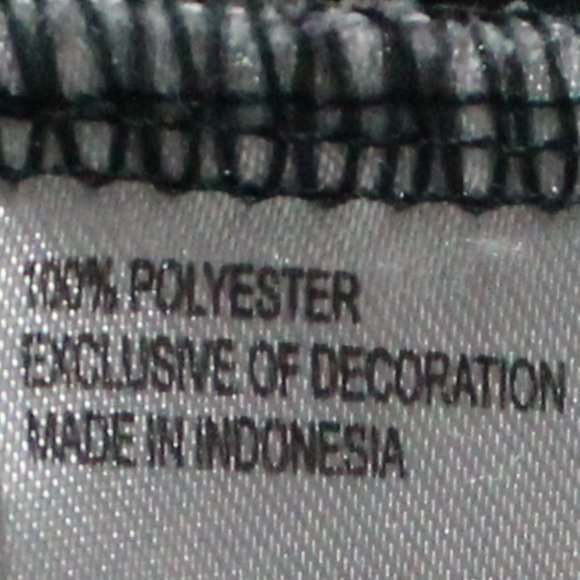 100% POLYESTER
EXCLUSIVE OF DECORATION
MADE IN INDONESIA